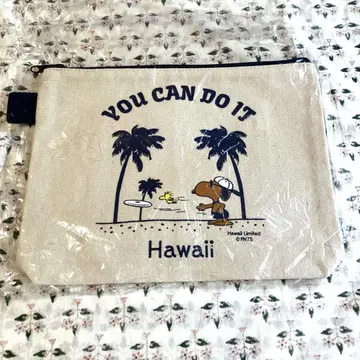 YOU CAN DO IT
Hawaii
Hawaii Limited
© PNTS.